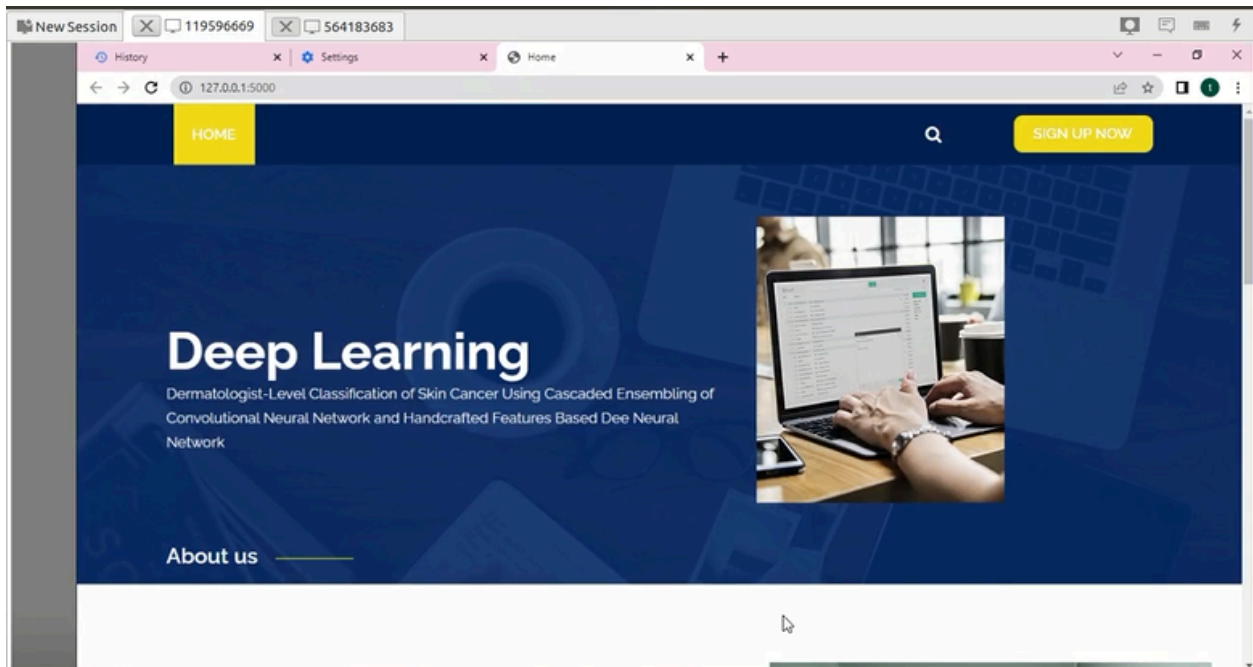 New Session
119596669
564183683
History
Settings
Home
127.0.0.1:5000
t
HOME
SIGN UP NOW
Deep Learning
Dermatologist-Level Classification of Skin Cancer Using Cascaded Ensembling of
Convolutional Neural Network and Handcrafted Features Based Dee Neural
Network
About us